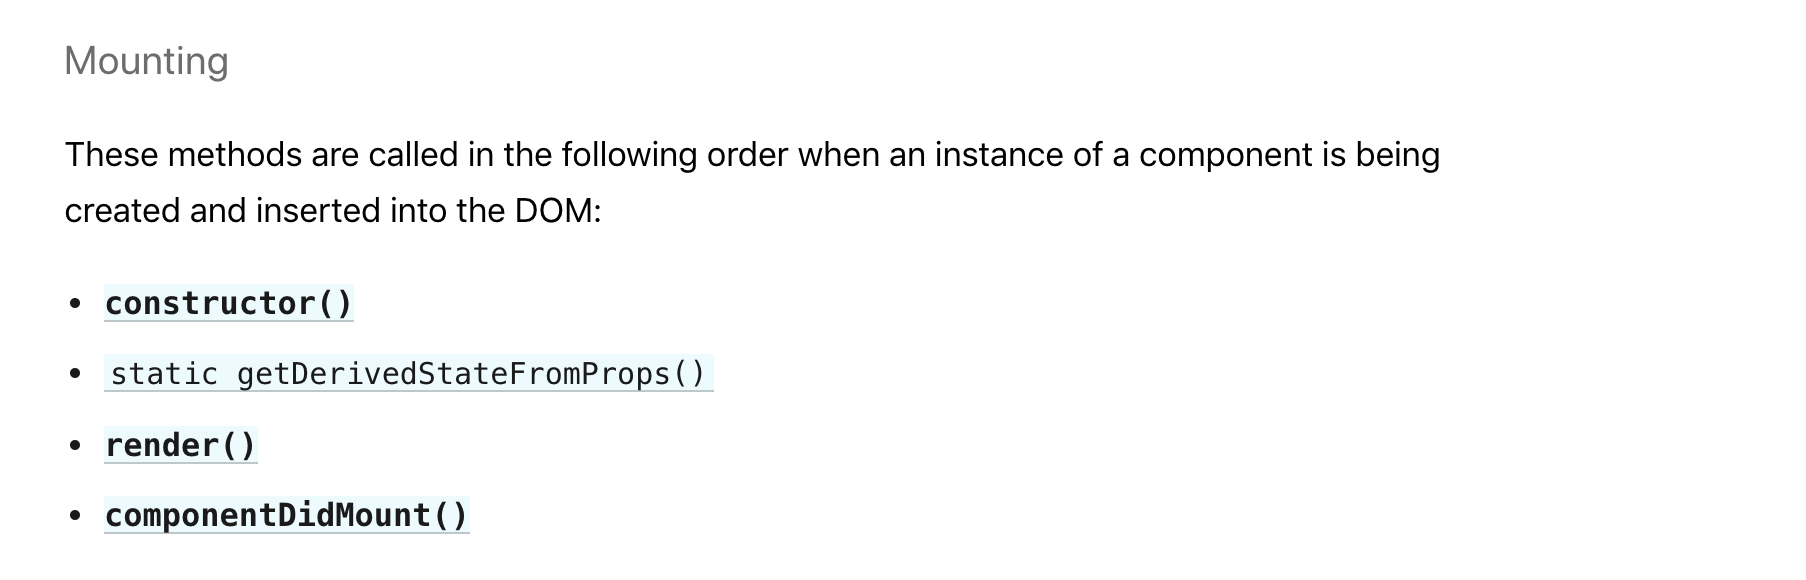 Mounting
These methods are called in the following order when an instance of a component is being
created and inserted into the DOM:
• constructor()
• static getDerivedStateFromProps()
• render()
• componentDidMount()